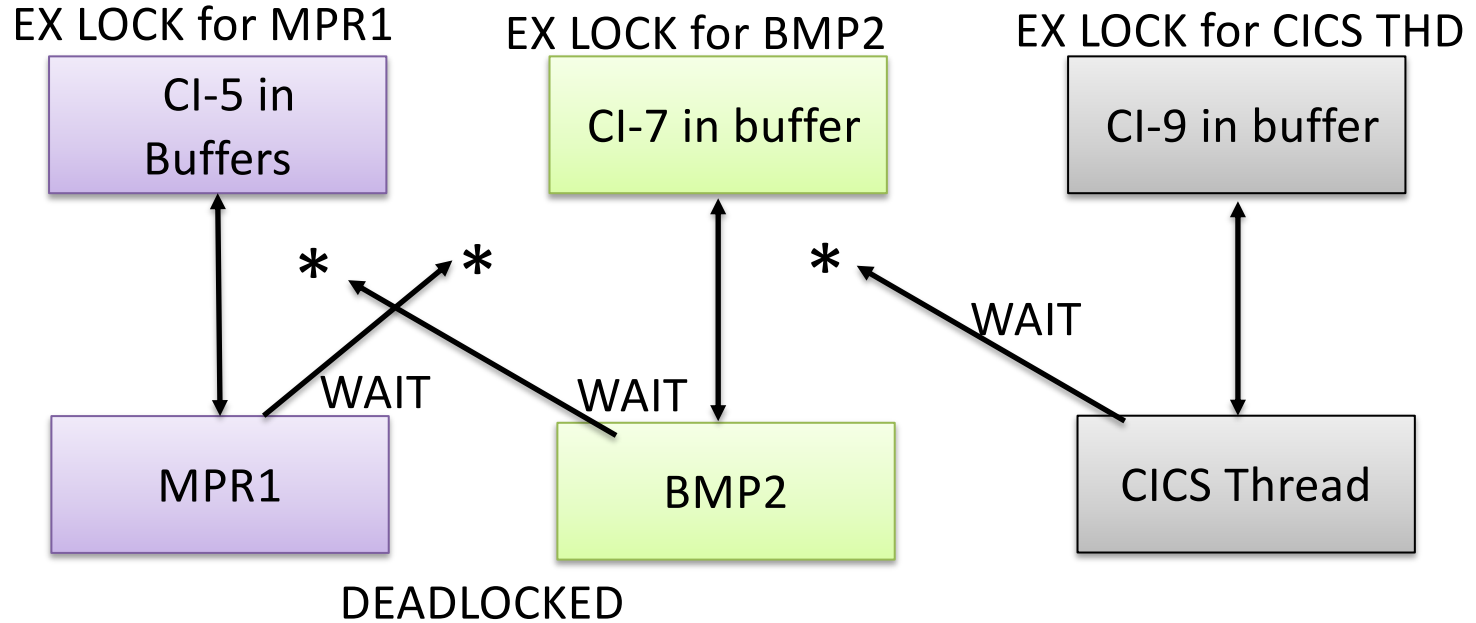 EX LOCK for MPR1
EX LOCK for BMP2
EX LOCK for CICS THD
CI-5 in
Buffers
CI-7 in buffer
CI-9 in buffer
*
*
*
WAIT
WAIT
WAIT
MPR1
BMP2
CICS Thread
DEADLOCKED